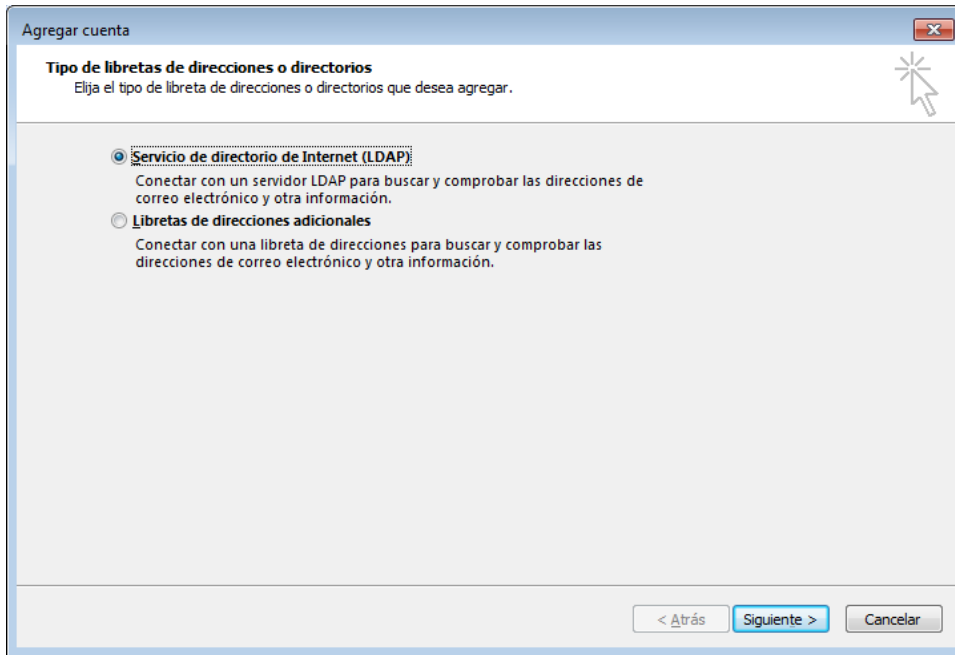 Agregar cuenta
Tipo de libretas de direcciones o directorios
Elija el tipo de libreta de direcciones o directorios que desea agregar.
Servicio de directorio de Internet (LDAP)
Conectar con un servidor LDAP para buscar y comprobar las direcciones de
correo electrónico y otra información.
Libretas de direcciones adicionales
Conectar con una libreta de direcciones para buscar y comprobar las
direcciones de correo electrónico y otra información.
< Atrás Siguiente > Cancelar